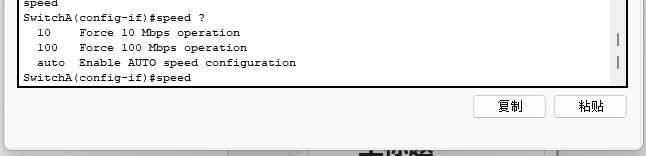 speed
SwitchA(config-if)#speed ?
  10    Force 10 Mbps operation
  100   Force 100 Mbps operation
  auto  Enable AUTO speed configuration
SwitchA(config-if)#speed
复制 粘贴